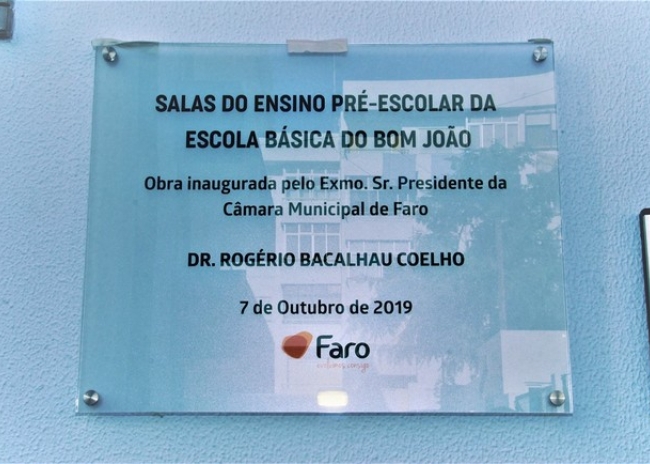 SALAS DO ENSINO PRÉ-ESCOLAR DA
ESCOLA BÁSICA DO BOM JOÃO
Obra inaugurada pelo Exmo. Sr. Presidente da
Câmara Municipal de Faro
DR. ROGÉRIO BACALHAU COELHO
7 de Outubro de 2019
Faro